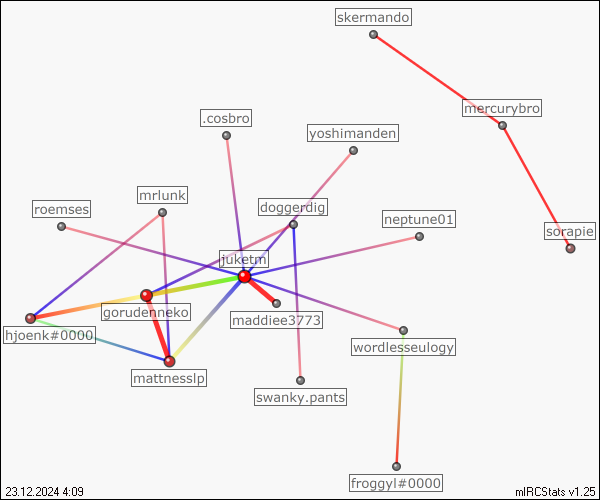 skermando
mercurybro
.cosbro
yoshimanden
mrlunk
roemses
doggerdig
neptune01
sorapie
juketm
gorudenneko
maddiee3773
hjoenk#0000
wordlesseulogy
mattnesslp
swanky.pants
froggyl#0000
23.12.2024 4:09
mIRCStats v1.25